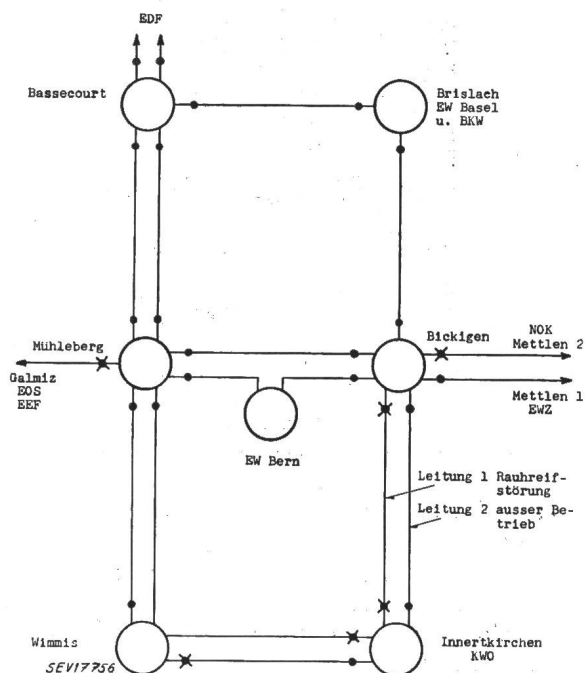 EDF
Bassecourt
Brislach
EW Basel
u. BKW
Mühleberg
Galmiz
EOS
EEF
Bickigen
NOK
Mettlen 2
Mettlen 1
EWZ
EW Bern
Leitung 1 Rauhreif-
störung
Leitung 2 ausser Be-
trieb
Wimmis
SEV17756
Innertkirchen
KWO